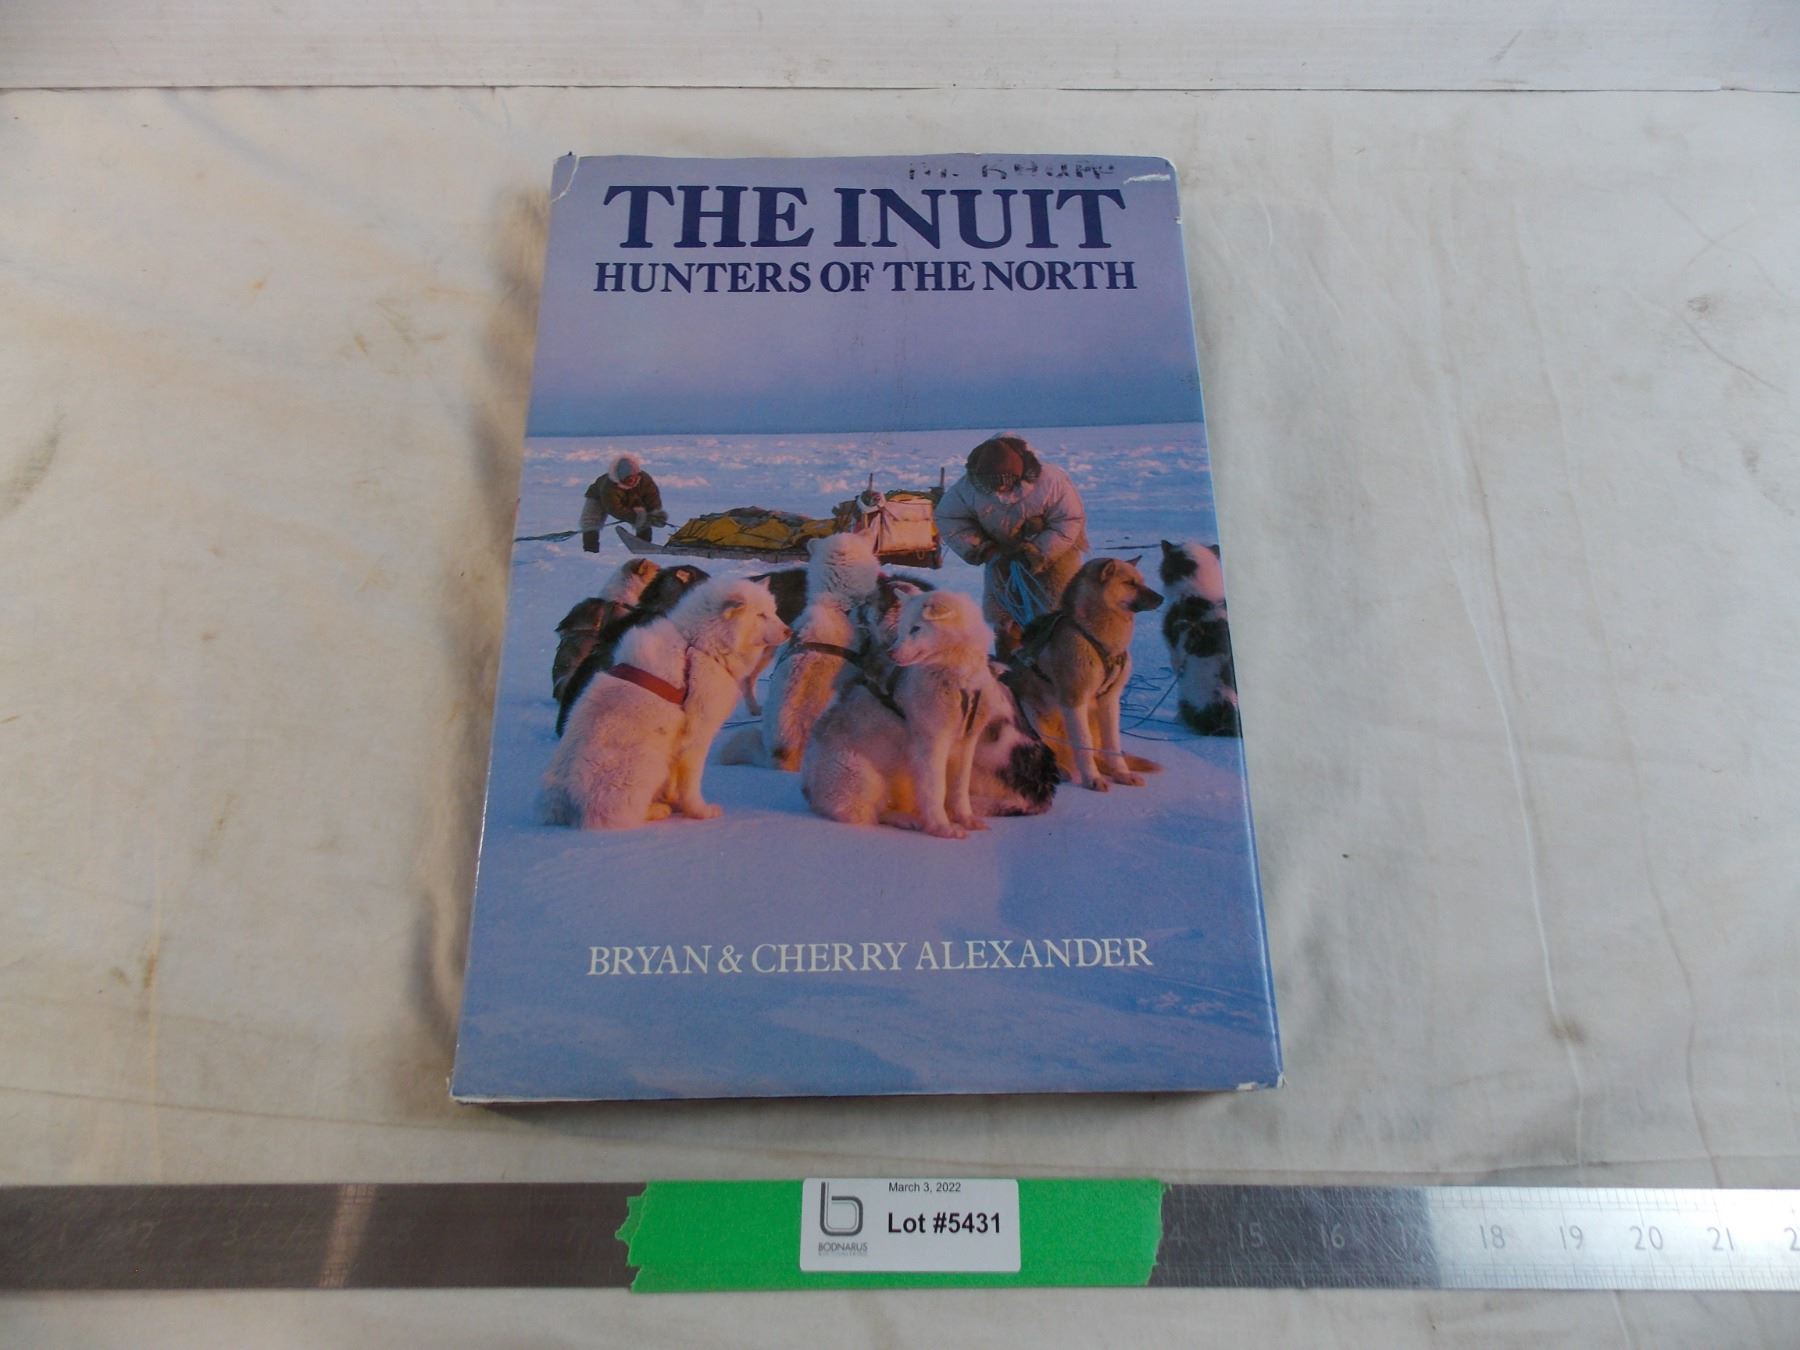 THE INUIT
HUNTERS OF THE NORTH
BRYAN & CHERRY ALEXANDER
March 3, 2022
Lot #5431
BODNARUS
15 16 18 19 20 21